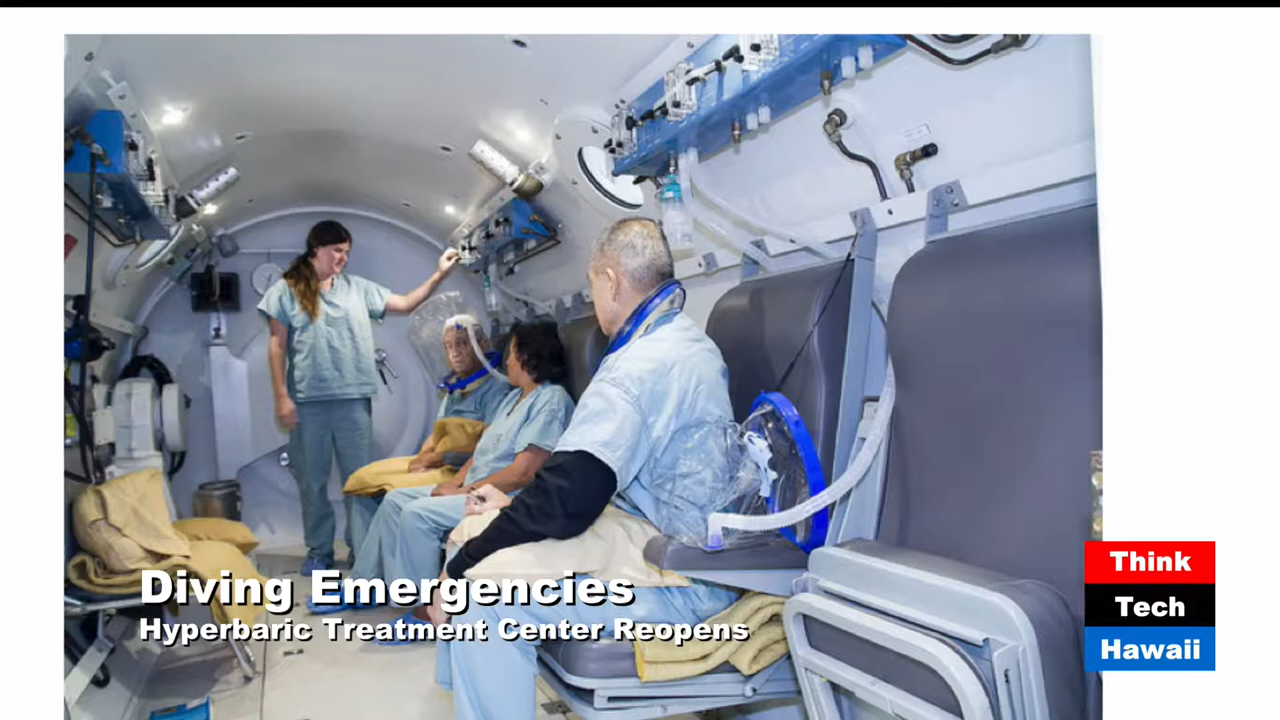 Diving Emergencies
Hyperbaric Treatment Center Reopens
Think
Tech
Hawaii